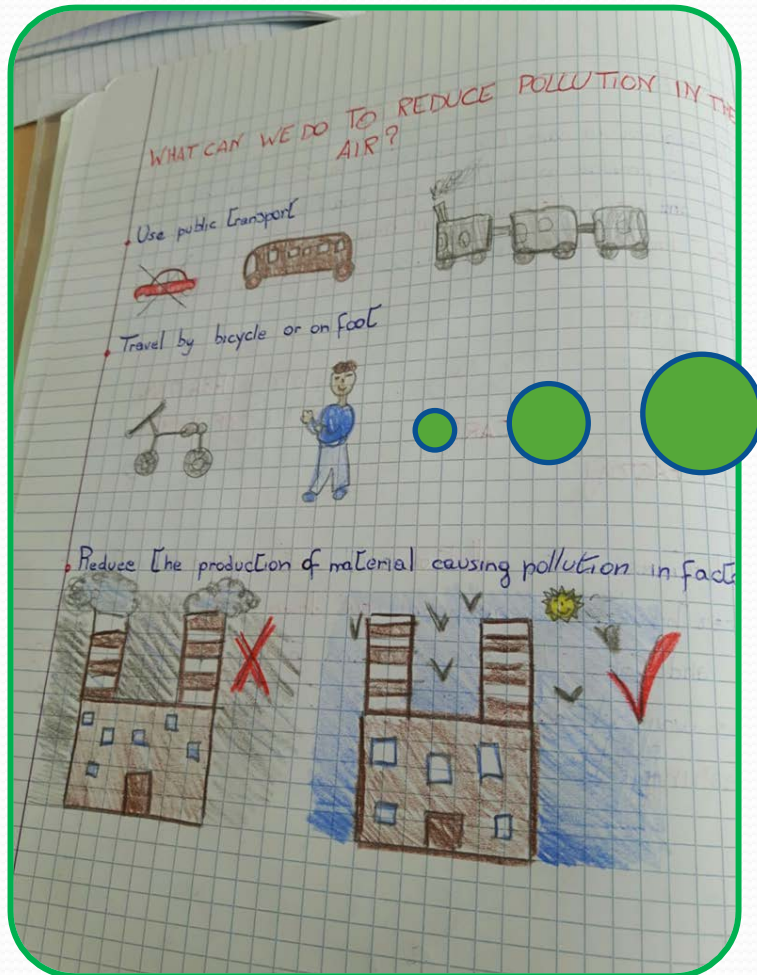 WHAT CAN WE DO TO REDUCE POLLUTION IN THE
AIR?
Use public transport
Travel by bicycle or on foot
Reduce the production of material causing pollution in fact